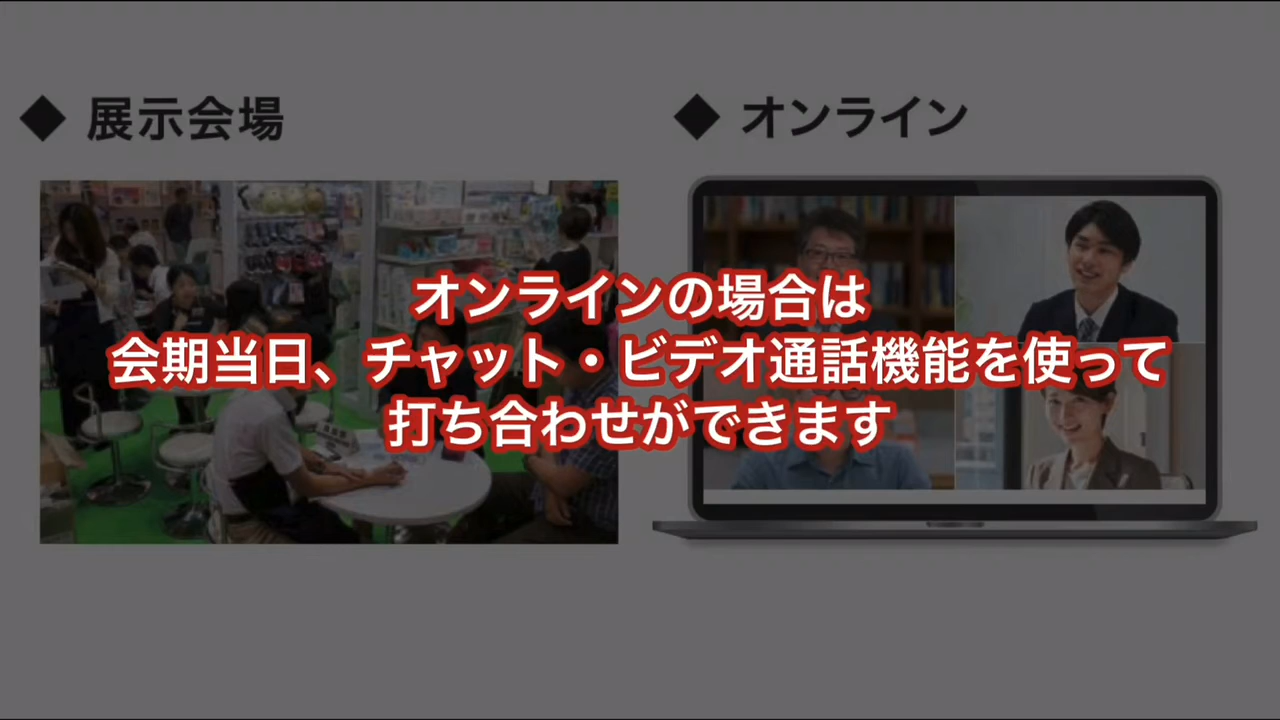 ◆ 展示会場
◆ オンライン
オンラインの場合は
会期当日、チャット・ビデオ通話機能を使って
打ち合わせができます